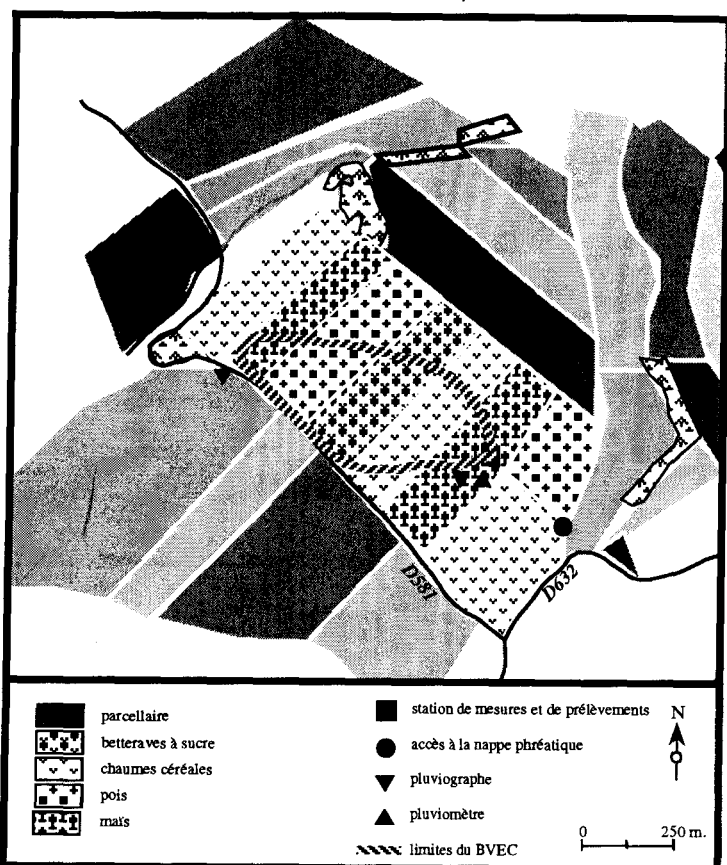 D581
D632
parcellaire
betteraves à sucre
chaumes céréales
pois
maïs
station de mesures et de prélèvements
accès à la nappe phréatique
pluviographe
pluviomètre
limites du BVEC
N
0 250 m.